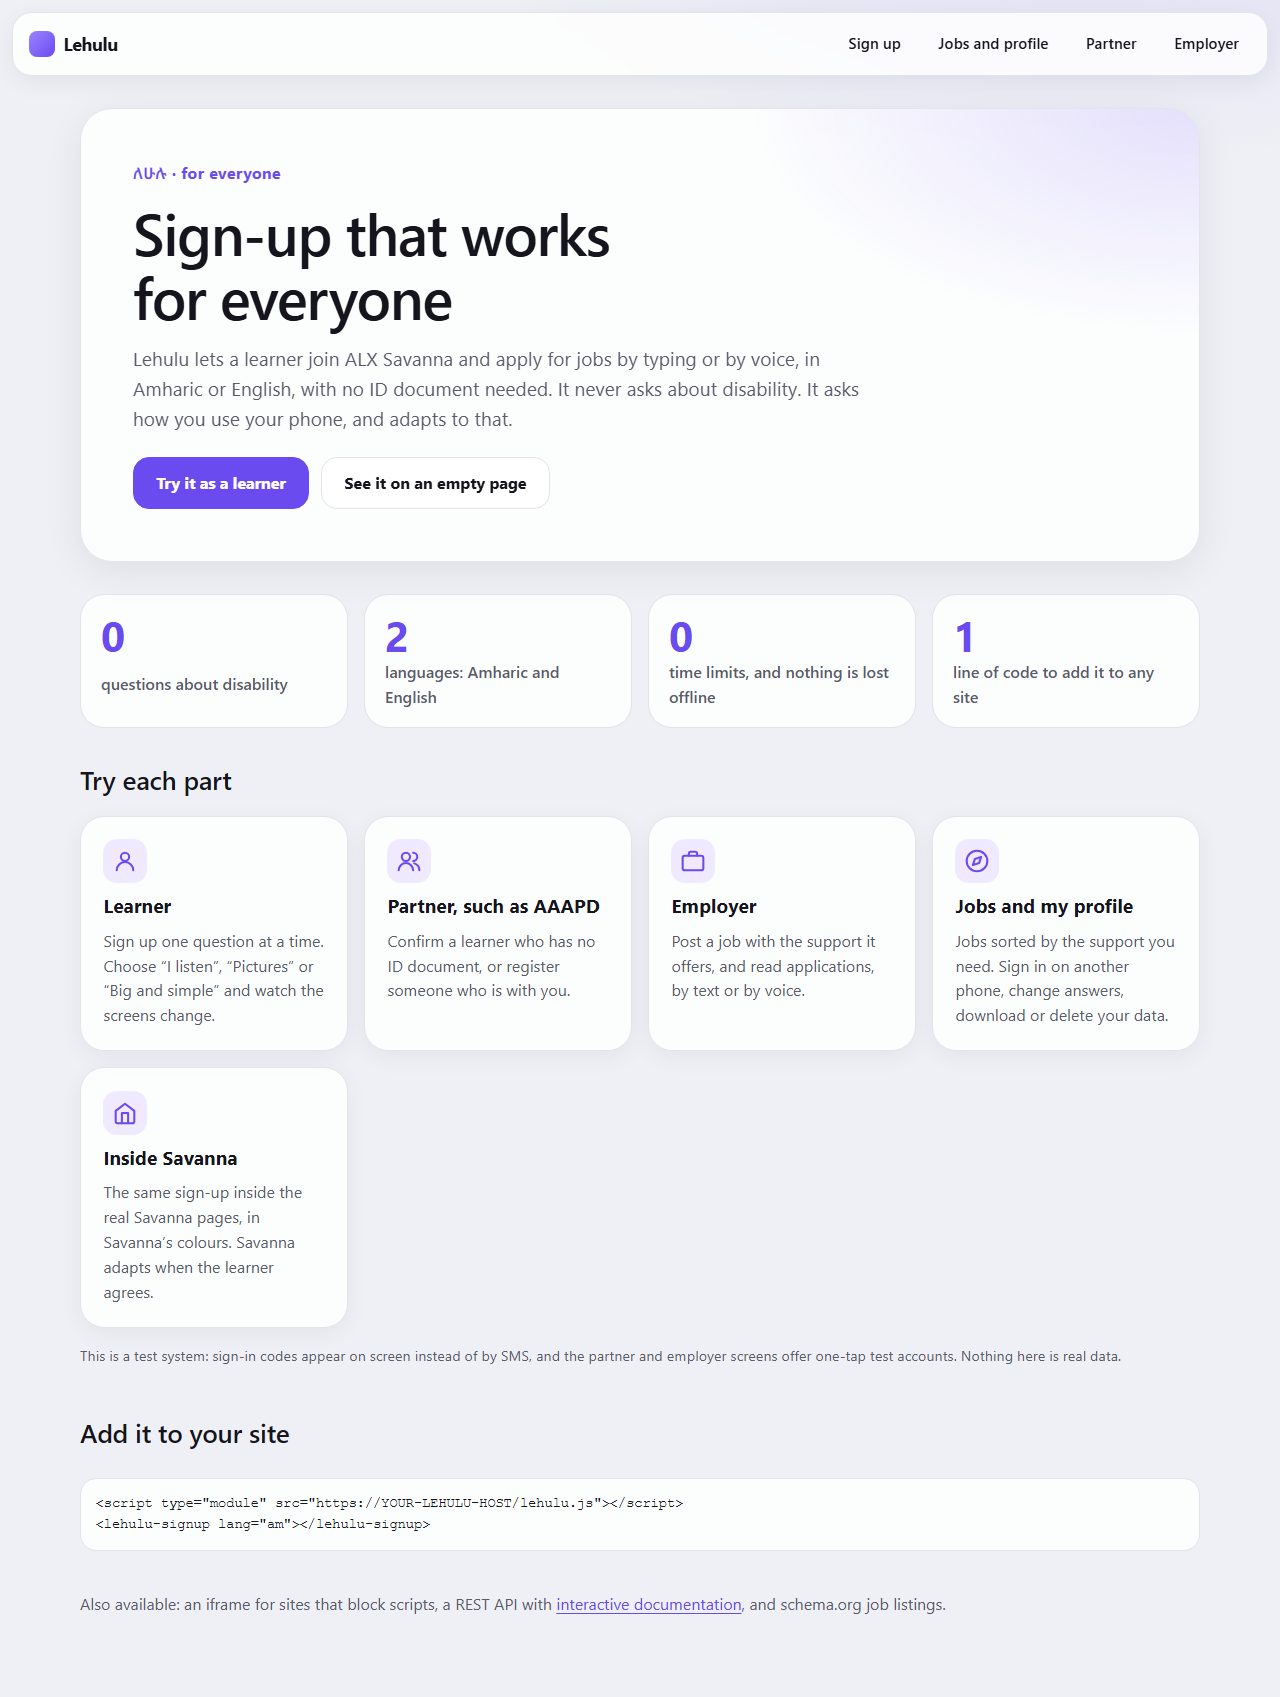 Lehulu
Sign up
Jobs and profile
Partner
Employer
ለሁሉ · for everyone
Sign-up that works
for everyone
Lehulu lets a learner join ALX Savanna and apply for jobs by typing or by voice, in
Amharic or English, with no ID document needed. It never asks about disability. It asks
how you use your phone, and adapts to that.
Try it as a learner
See it on an empty page
0
questions about disability
2
languages: Amharic and
English
0
time limits, and nothing is lost
offline
1
line of code to add it to any
site
Try each part
Learner
Sign up one question at a time.
Choose “I listen”, “Pictures” or
“Big and simple” and watch the
screens change.
Partner, such as AAAPD
Confirm a learner who has no
ID document, or register
someone who is with you.
Employer
Post a job with the support it
offers, and read applications,
by text or by voice.
Jobs and my profile
Jobs sorted by the support you
need. Sign in on another
phone, change answers,
download or delete your data.
Inside Savanna
The same sign-up inside the
real Savanna pages, in
Savanna’s colours. Savanna
adapts when the learner
agrees.
This is a test system: sign-in codes appear on screen instead of by SMS, and the partner and employer screens offer one-tap test accounts. Nothing here is real data.
Add it to your site
<script type="module" src="https://YOUR-LEHULU-HOST/lehulu.js"></script>
<lehulu-signup lang="am"></lehulu-signup>
Also available: an iframe for sites that block scripts, a REST API with interactive documentation, and schema.org job listings.